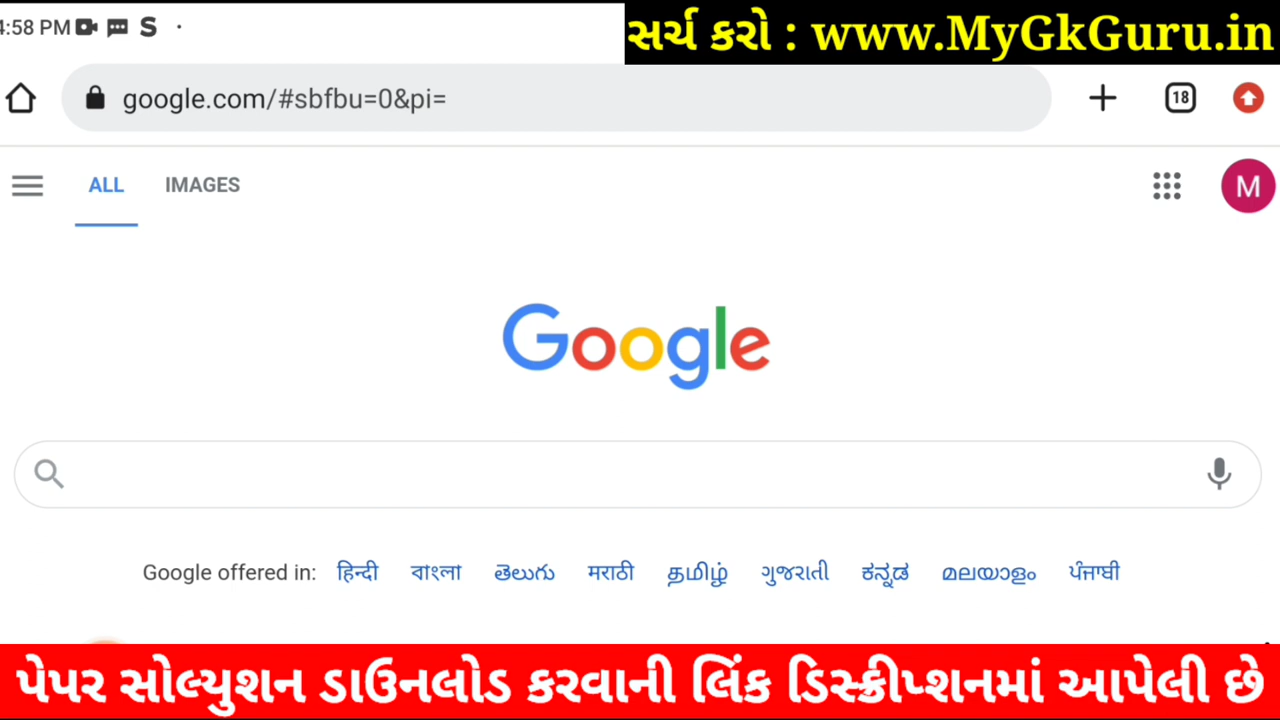 4:58 PM
સર્ચ કરો : www.MyGkGuru.in
google.com/#sbfbu=0&pi=
18
ALL IMAGES
M
Google
Google offered in: हिन्दी বাংলা తెలుగు मराठी தமிழ் ગુજરાતી ಕನ್ನಡ മലയാളം ਪੰਜਾਬੀ
પેપર સોલ્યુશન ડાઉનલોડ કરવાની લિંક ડિસ્ક્રીપ્શનમાં આપેલી છે